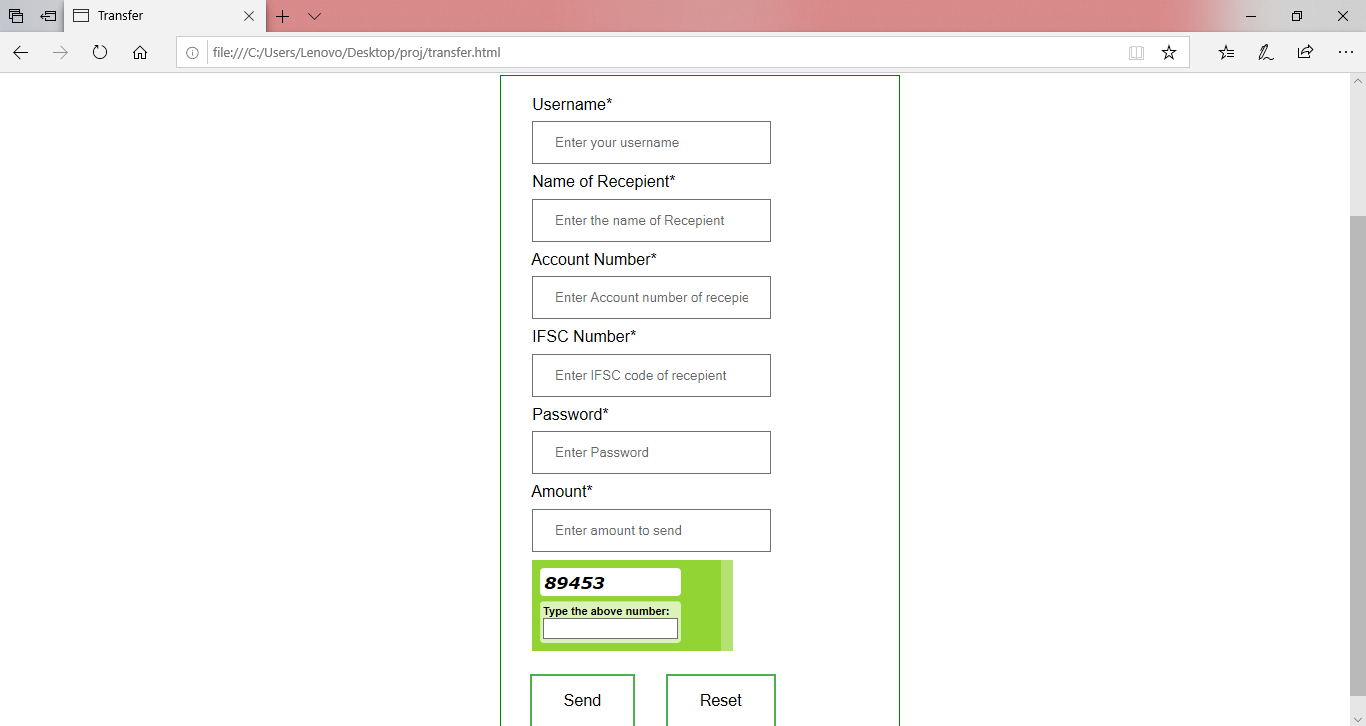 Transfer
file:///C:/Users/Lenovo/Desktop/proj/transfer.html
Username*
Enter your username
Name of Recepient*
Enter the name of Recepient
Account Number*
Enter Account number of recepie
IFSC Number*
Enter IFSC code of recepient
Password*
Enter Password
Amount*
Enter amount to send
89453
Type the above number:
Send Reset